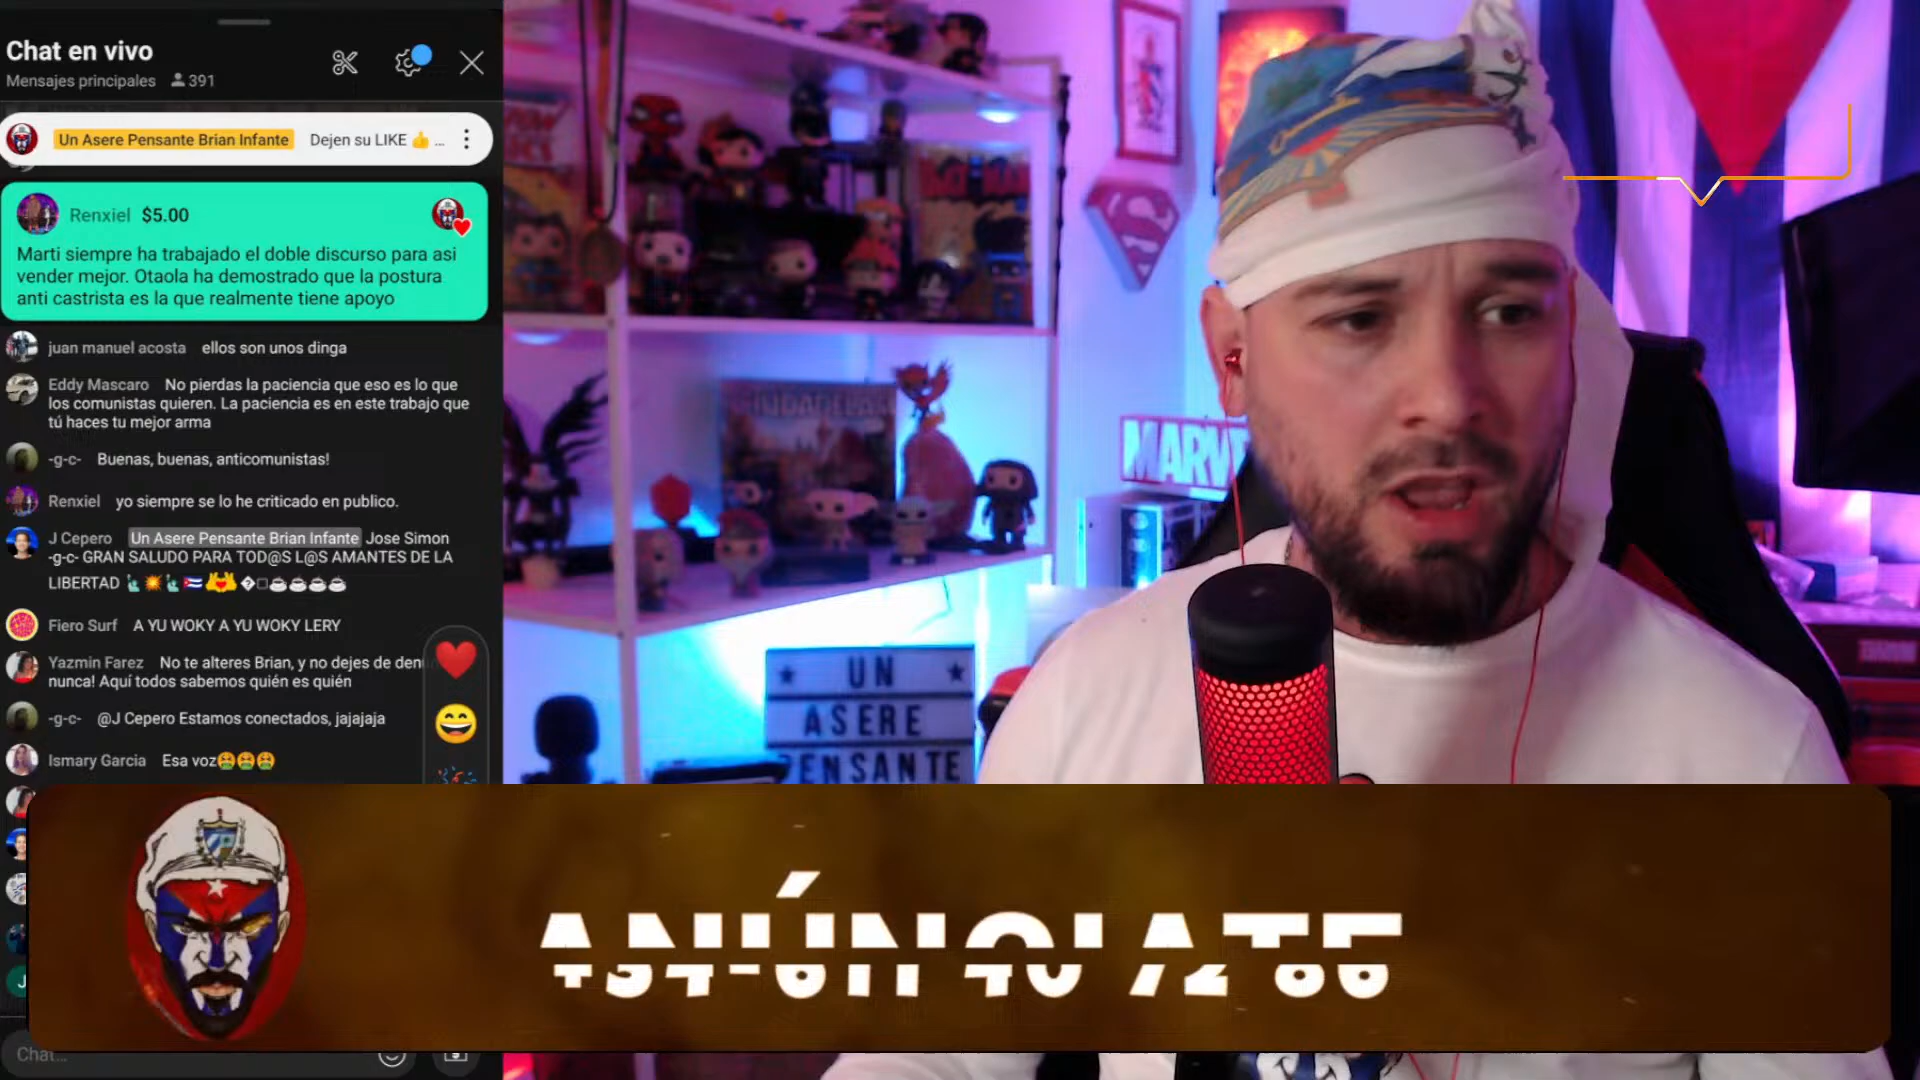 Chat en vivo
Mensajes principales 391
Un Asere Pensante Brian Infante Dejen su LIKE 👍 ...
Renxiel $5.00
Marti siempre ha trabajado el doble discurso para asi
vender mejor. Otaola ha demostrado que la postura
anti castrista es la que realmente tiene apoyo
juan manuel acosta ellos son unos dinga
Eddy Mascaro No pierdas la paciencia que eso es lo que
los comunistas quieren. La paciencia es en este trabajo que
tú haces tu mejor arma
-g-c- Buenas, buenas, anticomunistas!
Renxiel yo siempre se lo he criticado en publico.
J Cepero Un Asere Pensante Brian Infante Jose Simon
-g-c- GRAN SALUDO PARA TOD@S L@S AMANTES DE LA
LIBERTAD
Fiero Surf A YU WOKY A YU WOKY LERY
Yazmin Farez No te alteres Brian, y no dejes de den
nunca! Aquí todos sabemos quién es quién
-g-c- @J Cepero Estamos conectados, jajajaja
Ismary Garcia Esa voz🤮🤮🤮
J
Chat...
CIUDADELAS
MARV
UN
ASERE
PENSANTE
ANÚNCIATE